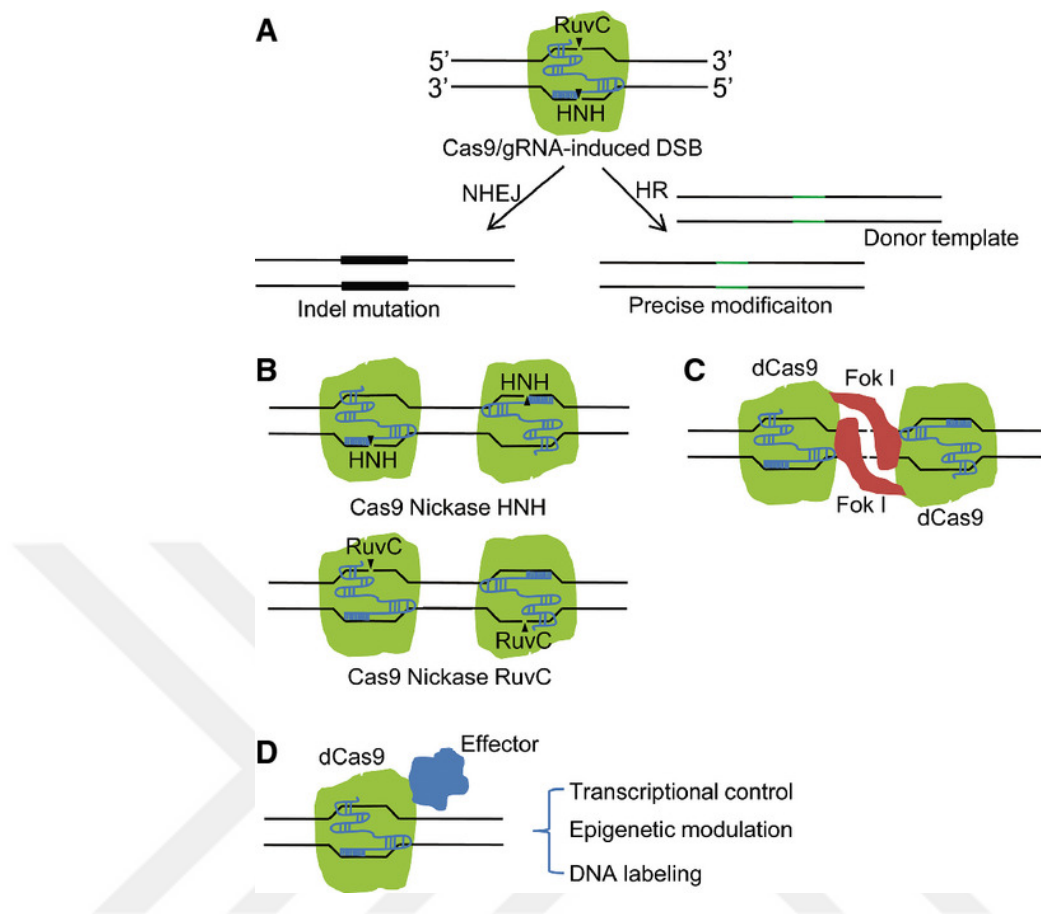 A
RuvC
5’
3’
3’
5’
HNH
Cas9/gRNA-induced DSB
NHEJ
HR
Donor template
Indel mutation
Precise modificaiton
B
HNH
HNH
Cas9 Nickase HNH
RuvC
RuvC
Cas9 Nickase RuvC
C
dCas9
Fok I
Fok I
dCas9
D
dCas9
Effector
Transcriptional control
Epigenetic modulation
DNA labeling